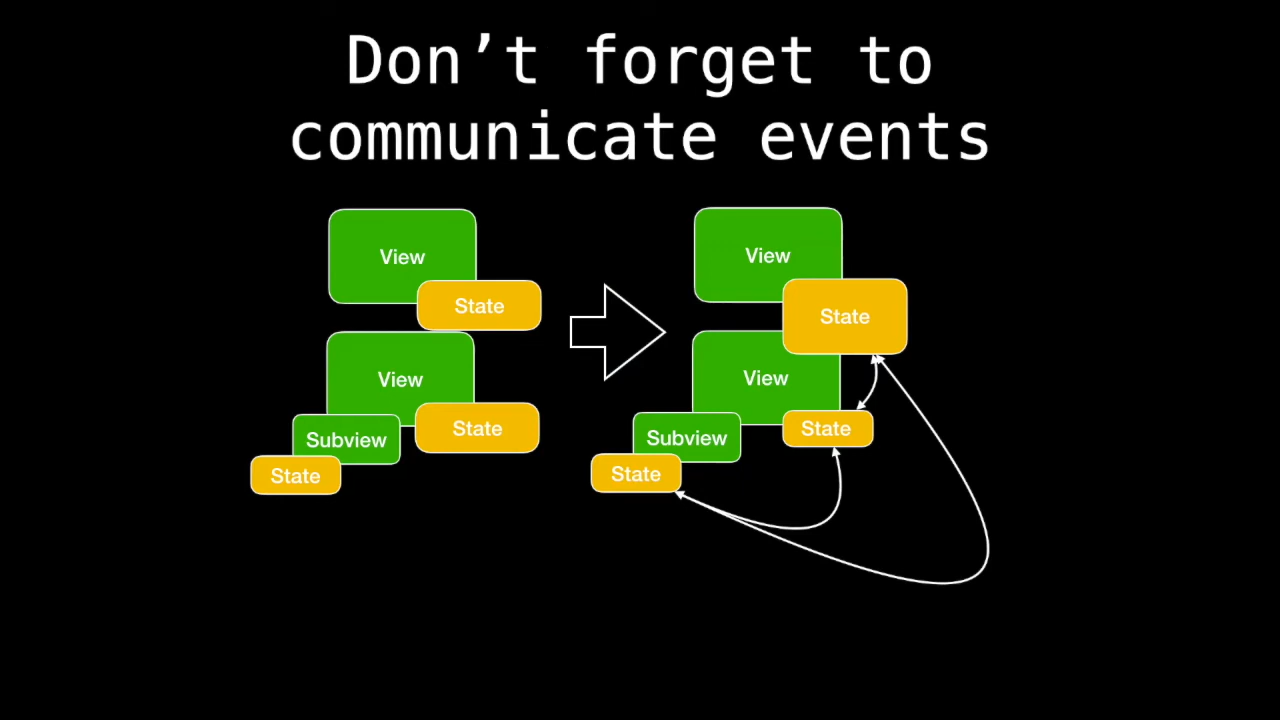 Don’t forget to
communicate events
View
State
View
Subview
State
State
View
State
View
Subview
State
State